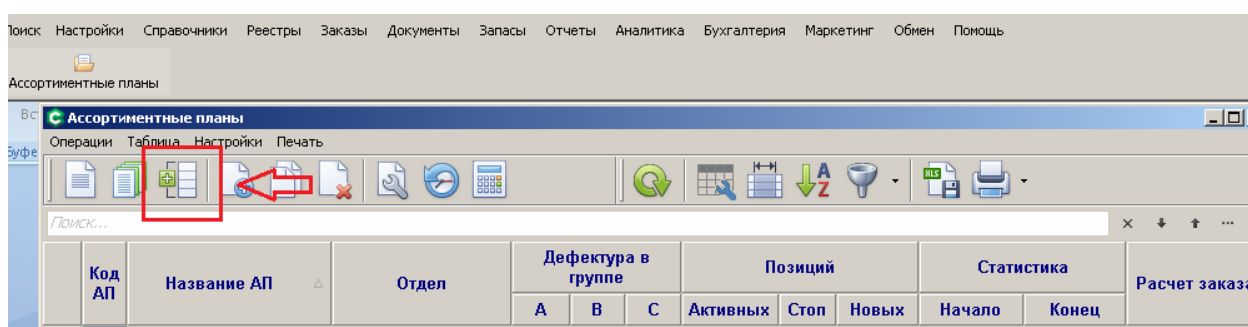 Поиск Настройки Справочники Реестры Заказы Документы Запасы Отчеты Аналитика Бухгалтерия Маркетинг Обмен Помощь
Ассортиментные планы
Ассортиментные планы
Операции Таблица Настройки Печать
XLS
A
Z
Поиск...
Код АП
Название АП
Отдел
Дефектура в группе
Позиций
Статистика
Расчет заказа
A B C Активных Стоп Новых Начало Конец